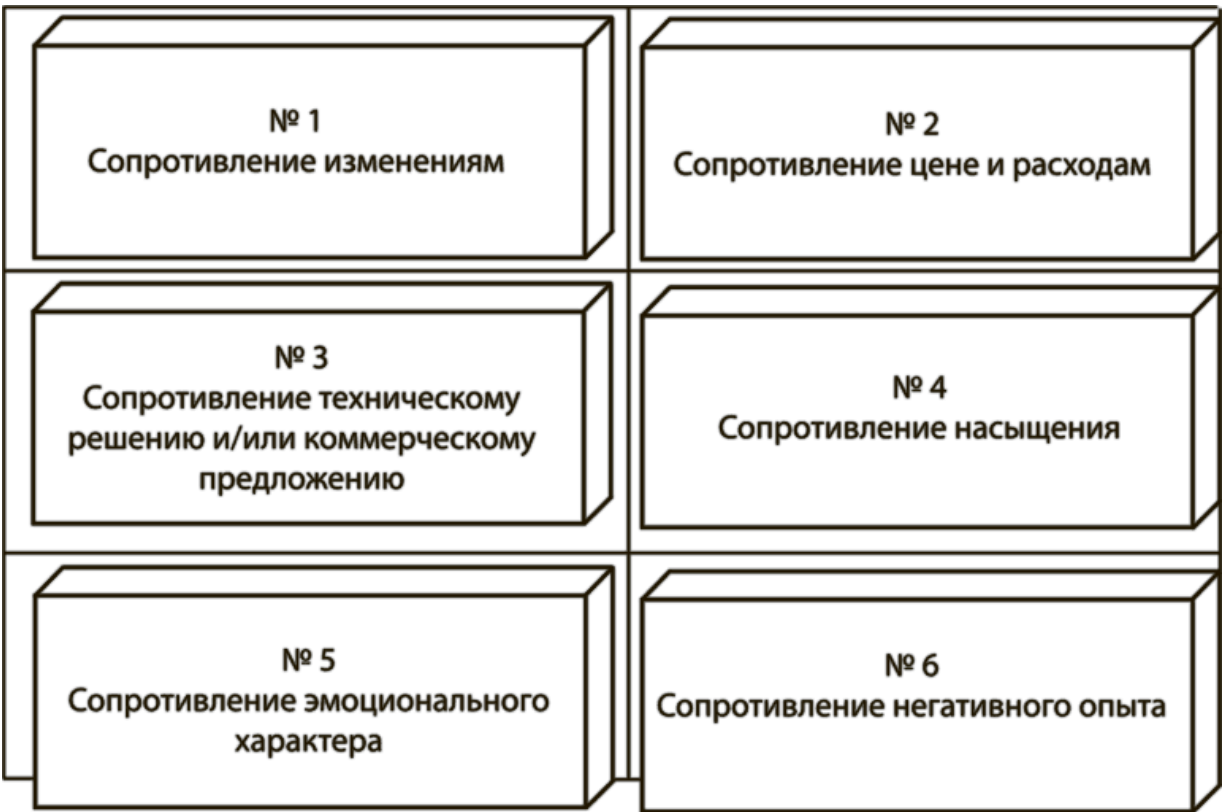 № 1
Сопротивление изменениям
№ 2
Сопротивление цене и расходам
№ 3
Сопротивление техническому
решению и/или коммерческому
предложению
№ 4
Сопротивление насыщения
№ 5
Сопротивление эмоционального
характера
№ 6
Сопротивление негативного опыта